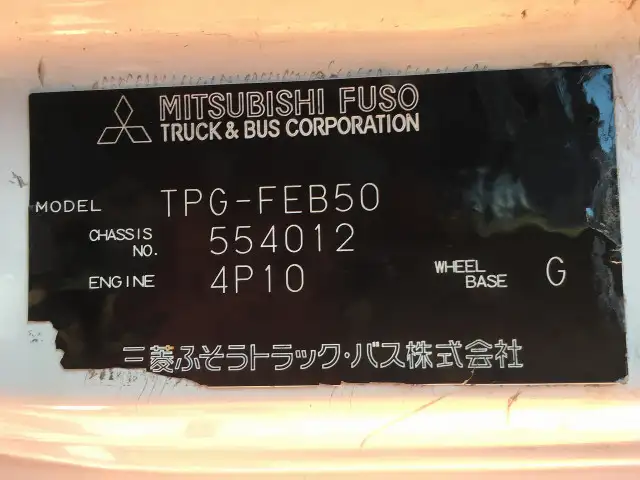 MITSUBISHI FUSO
TRUCK & BUS CORPORATION
MODEL TPG-FEB50
CHASSIS NO. 554012
ENGINE 4P10 WHEEL BASE G
三菱ふそうトラック・バス株式会社